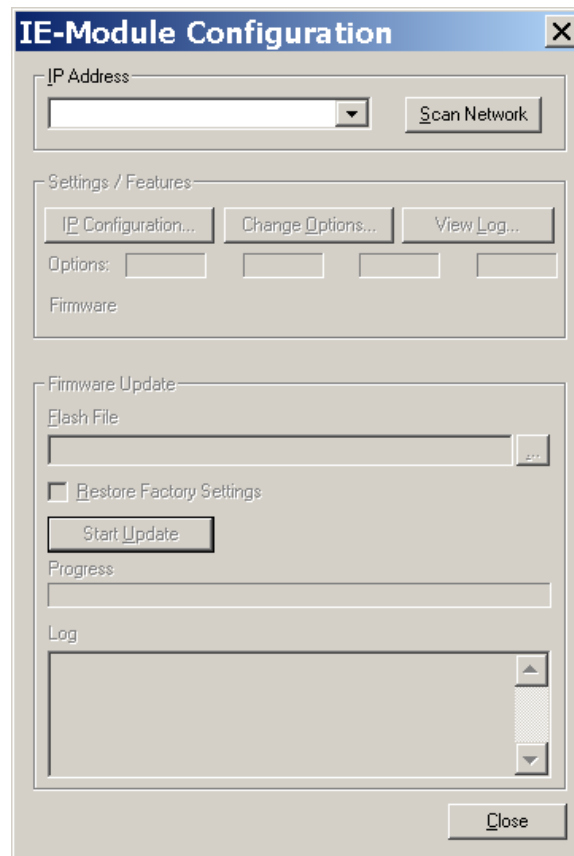 IE-Module Configuration
IP Address
Scan Network
Settings / Features
IP Configuration... Change Options... View Log...
Options:
Firmware
Firmware Update
Flash File
...
Restore Factory Settings
Start Update
Progress
Log
Close